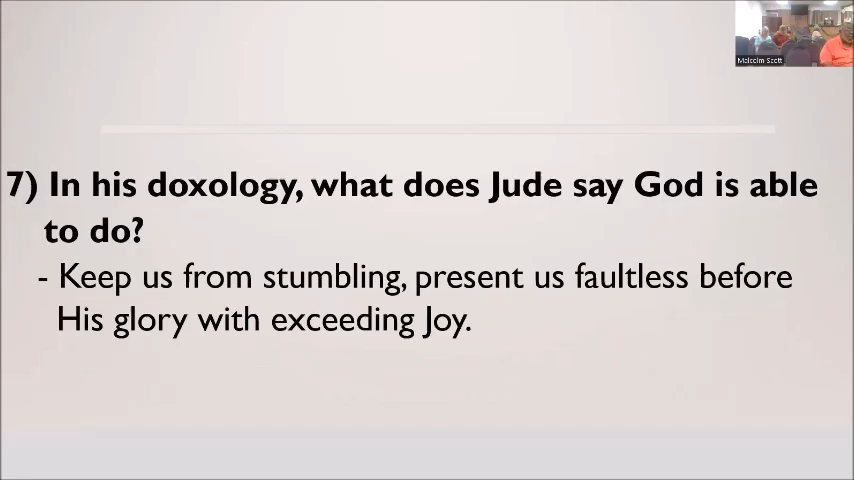 Malcolm Scott
7) In his doxology, what does Jude say God is able
to do?
- Keep us from stumbling, present us faultless before
His glory with exceeding Joy.